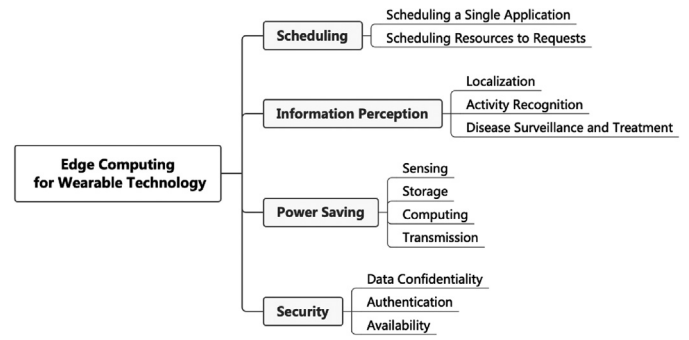 Edge Computing
for Wearable Technology
Scheduling
Scheduling a Single Application
Scheduling Resources to Requests
Information Perception
Localization
Activity Recognition
Disease Surveillance and Treatment
Power Saving
Sensing
Storage
Computing
Transmission
Security
Data Confidentiality
Authentication
Availability